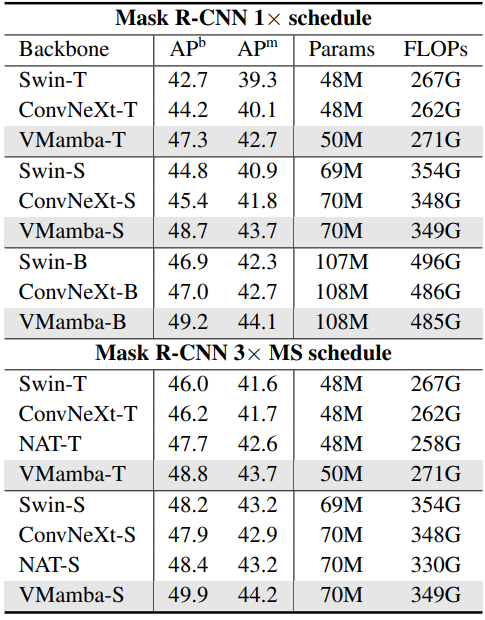 Mask R-CNN 1× schedule
Backbone APᵇ APᵐ Params FLOPs
Swin-T 42.7 39.3 48M 267G
ConvNeXt-T 44.2 40.1 48M 262G
VMamba-T 47.3 42.7 50M 271G
Swin-S 44.8 40.9 69M 354G
ConvNeXt-S 45.4 41.8 70M 348G
VMamba-S 48.7 43.7 70M 349G
Swin-B 46.9 42.3 107M 496G
ConvNeXt-B 47.0 42.7 108M 486G
VMamba-B 49.2 44.1 108M 485G
Mask R-CNN 3× MS schedule
Swin-T 46.0 41.6 48M 267G
ConvNeXt-T 46.2 41.7 48M 262G
NAT-T 47.7 42.6 48M 258G
VMamba-T 48.8 43.7 50M 271G
Swin-S 48.2 43.2 69M 354G
ConvNeXt-S 47.9 42.9 70M 348G
NAT-S 48.4 43.2 70M 330G
VMamba-S 49.9 44.2 70M 349G